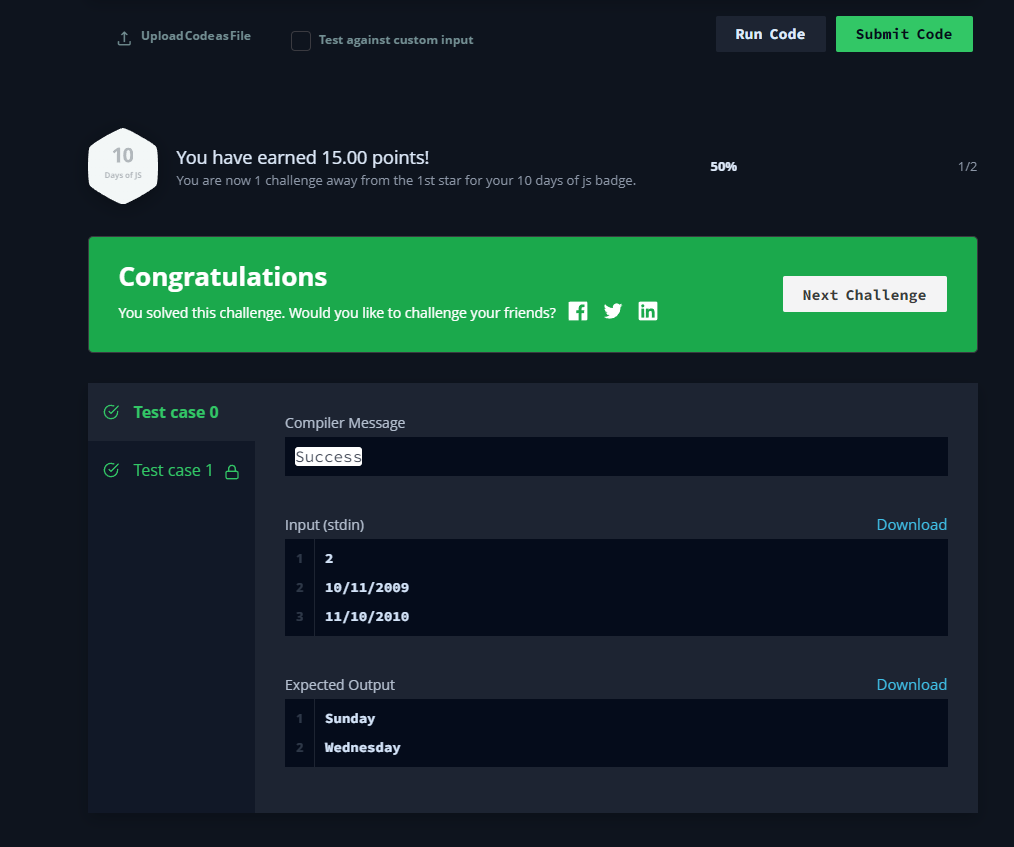 Upload Code as File
Test against custom input
Run Code
Submit Code
10
Days of JS
You have earned 15.00 points!
You are now 1 challenge away from the 1st star for your 10 days of js badge.
50%
1/2
Congratulations
You solved this challenge. Would you like to challenge your friends?
Next Challenge
Test case 0
Test case 1
Compiler Message
Success
Input (stdin)
Download
1 2
2 10/11/2009
3 11/10/2010
Expected Output
Download
1 Sunday
2 Wednesday